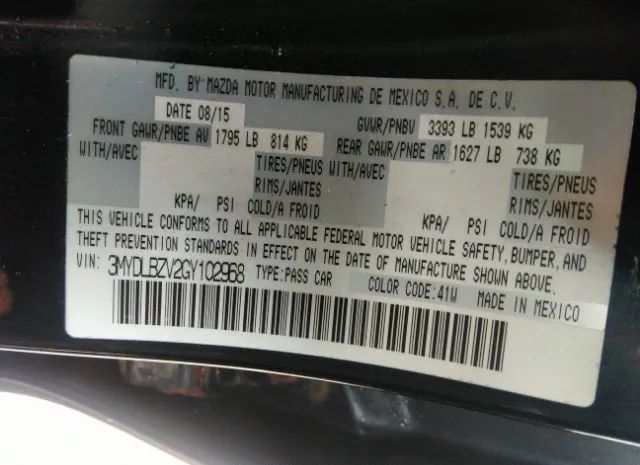 MFD. BY MAZDA MOTOR MANUFACTURING DE MEXICO S.A. DE C.V.
DATE 08/15 GVWR/PNBV 3393 LB 1539 KG
FRONT GAWR/PNBE AV 1795 LB 814 KG REAR GAWR/PNBE AR 1627 LB 738 KG
WITH/AVEC TIRES/PNEUS WITH/AVEC TIRES/PNEUS
RIMS/JANTES RIMS/JANTES
KPA/ PSI COLD/A FROID KPA/ PSI COLD/A FROID
THIS VEHICLE CONFORMS TO ALL APPLICABLE FEDERAL MOTOR VEHICLE SAFETY, BUMPER, AND
THEFT PREVENTION STANDARDS IN EFFECT ON THE DATE OF MANUFACTURE SHOWN ABOVE.
VIN: 3MYDLBZV2GY102968 TYPE:PASS CAR COLOR CODE:41W MADE IN MEXICO